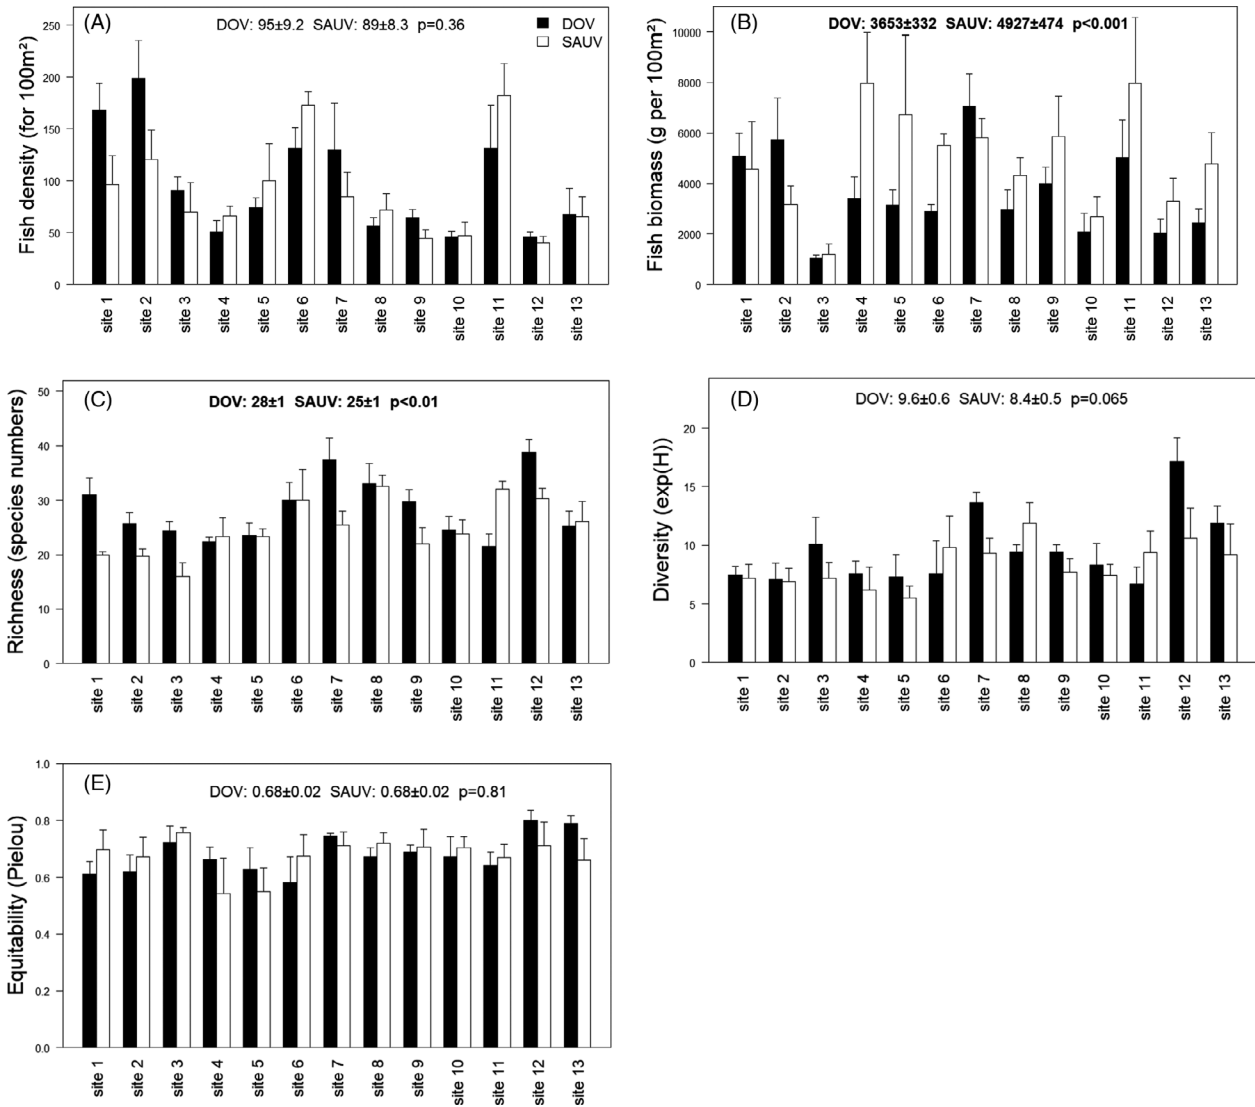 (A) DOV: 95±9.2 SAUV: 89±8.3 p=0.36
DOV
SAUV
Fish density (for 100m²)
250
200
150
100
50
0
site 1 site 2 site 3 site 4 site 5 site 6 site 7 site 8 site 9 site 10 site 11 site 12 site 13
(B) DOV: 3653±332 SAUV: 4927±474 p<0.001
Fish biomass (g per 100m²)
10000
8000
6000
4000
2000
0
site 1 site 2 site 3 site 4 site 5 site 6 site 7 site 8 site 9 site 10 site 11 site 12 site 13
(C) DOV: 28±1 SAUV: 25±1 p<0.01
Richness (species numbers)
50
40
30
20
10
0
site 1 site 2 site 3 site 4 site 5 site 6 site 7 site 8 site 9 site 10 site 11 site 12 site 13
(D) DOV: 9.6±0.6 SAUV: 8.4±0.5 p=0.065
Diversity (exp(H))
20
15
10
5
0
site 1 site 2 site 3 site 4 site 5 site 6 site 7 site 8 site 9 site 10 site 11 site 12 site 13
(E) DOV: 0.68±0.02 SAUV: 0.68±0.02 p=0.81
Equitability (Pielou)
1.0
0.8
0.6
0.4
0.2
0.0
site 1 site 2 site 3 site 4 site 5 site 6 site 7 site 8 site 9 site 10 site 11 site 12 site 13